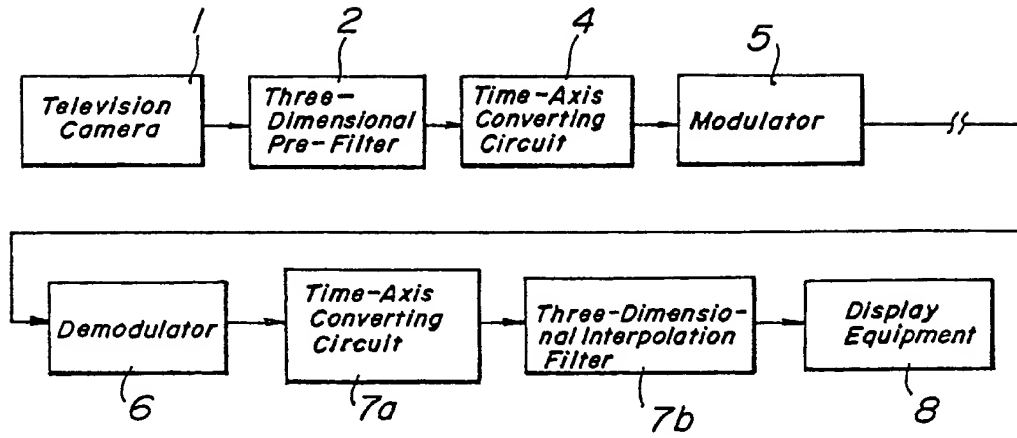 1
2
4
5
Television
Camera
Three-
Dimensional
Pre-Filter
Time-Axis
Converting
Circuit
Modulator
Demodulator
Time-Axis
Converting
Circuit
Three-Dimensio-
nal Interpolation
Filter
Display
Equipment
6
7a
7b
8